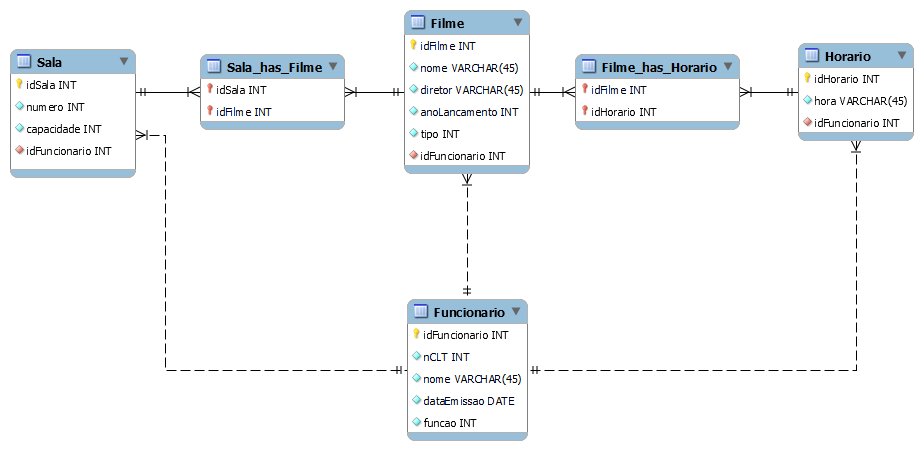 Sala
idSala INT
numero INT
capacidade INT
idFuncionario INT
Sala_has_Filme
idSala INT
idFilme INT
Filme
idFilme INT
nome VARCHAR(45)
diretor VARCHAR(45)
anoLancamento INT
tipo INT
idFuncionario INT
Filme_has_Horario
idFilme INT
idHorario INT
Horario
idHorario INT
hora VARCHAR(45)
idFuncionario INT
Funcionario
idFuncionario INT
nCLT INT
nome VARCHAR(45)
dataEmissao DATE
funcao INT